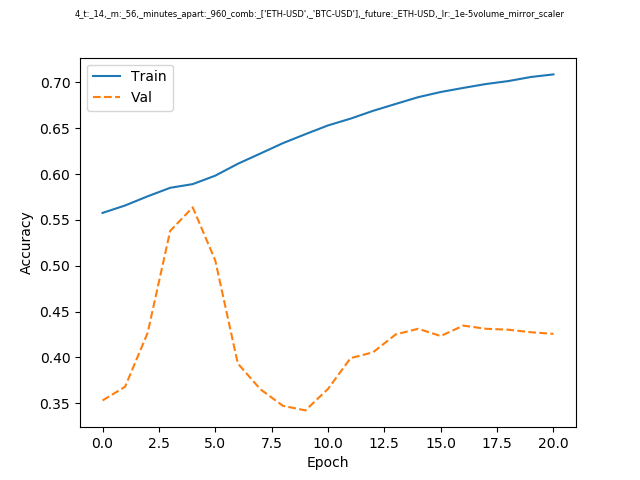 4_t:_14,_m:_56,_minutes_apart:_960_comb:_['ETH-USD',_'BTC-USD'],_future:_ETH-USD,_lr:_1e-5volume_mirror_scaler
Train
Val
0.70
0.65
0.60
0.55
0.50
0.45
0.40
0.35
Accuracy
0.0 2.5 5.0 7.5 10.0 12.5 15.0 17.5 20.0
Epoch